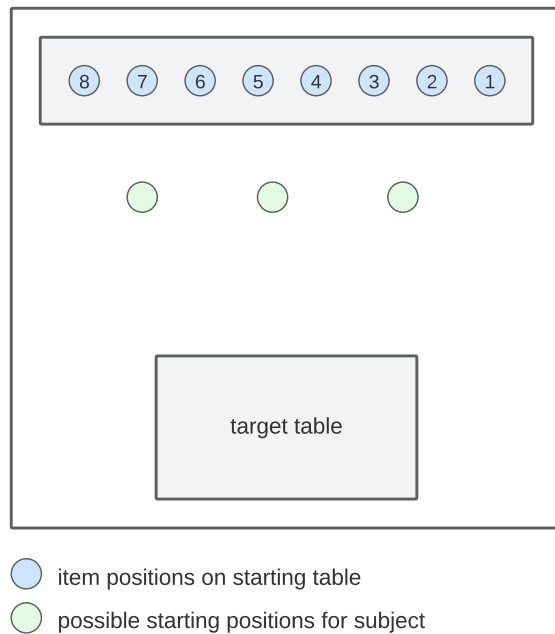 8 7 6 5 4 3 2 1
target table
item positions on starting table
possible starting positions for subject